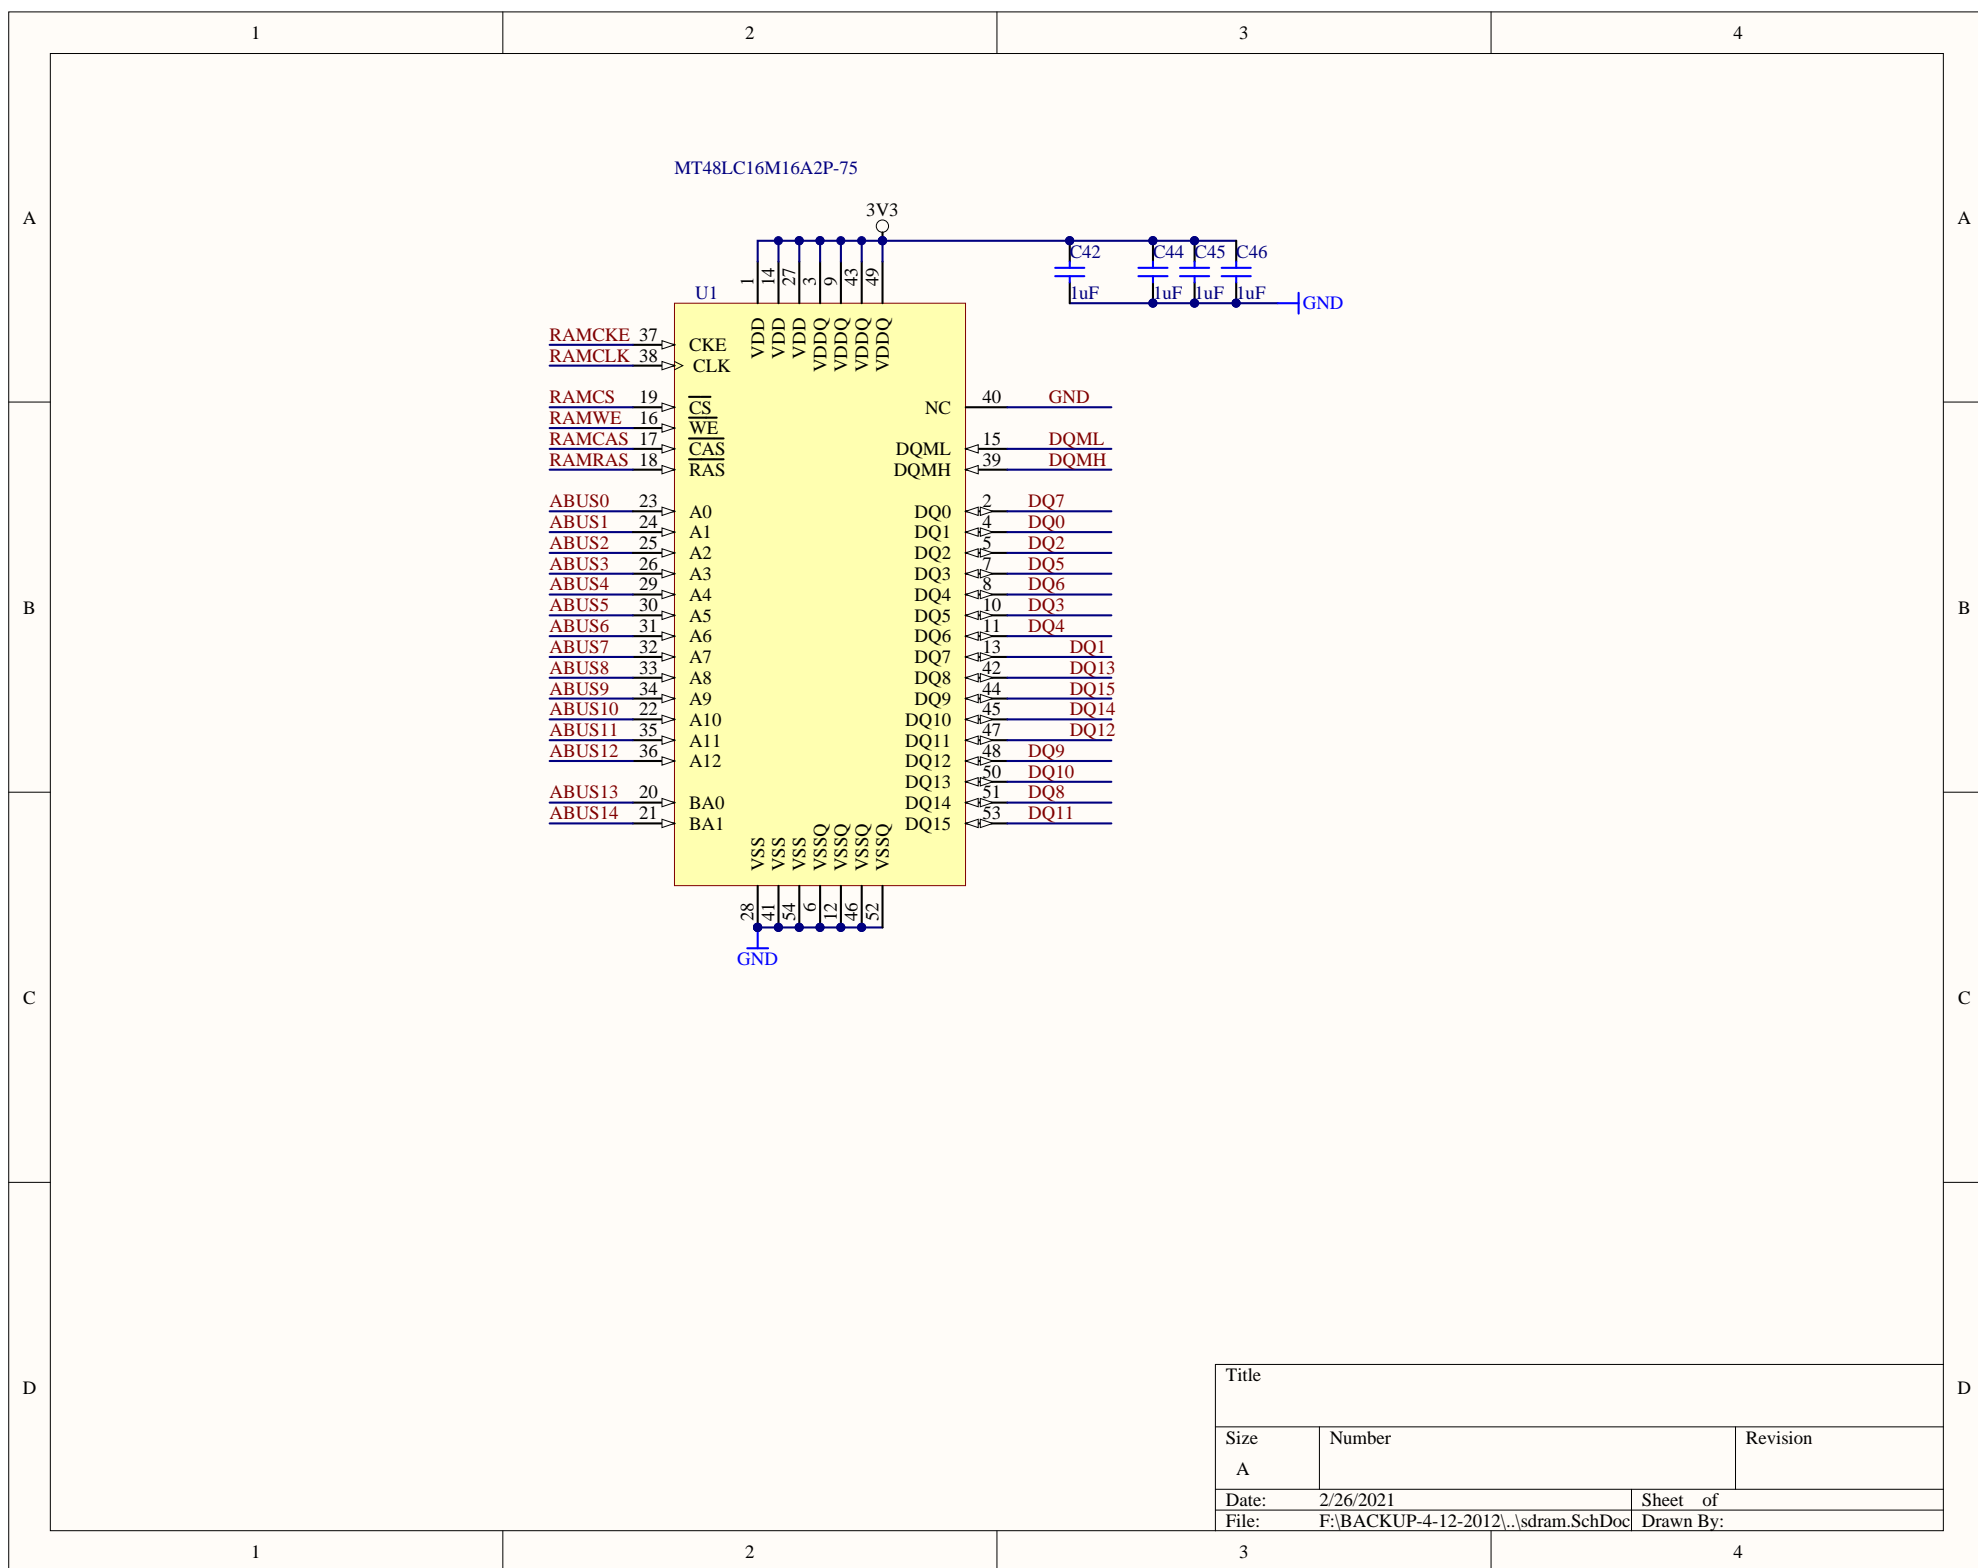 1 2 3 4
MT48LC16M16A2P-75
A A
3V3
C42 C44 C45 C46
1 14 27 3 9 43 49
U1 1uF 1uF 1uF 1uF
GND
VDD VDD VDD VDDQ VDDQ VDDQ VDDQ
RAMCKE 37 CKE
RAMCLK 38 CLK
RAMCS 19 CS NC 40 GND
RAMWE 16 WE
RAMCAS 17 CAS DQML 15 DQML
RAMRAS 18 RAS DQMH 39 DQMH
ABUS0 23 A0 DQ0 2 DQ7
ABUS1 24 A1 DQ1 4 DQ0
ABUS2 25 A2 DQ2 5 DQ2
ABUS3 26 A3 DQ3 7 DQ5
ABUS4 29 A4 DQ4 8 DQ6
B B
ABUS5 30 A5 DQ5 10 DQ3
ABUS6 31 A6 DQ6 11 DQ4
ABUS7 32 A7 DQ7 13 DQ1
ABUS8 33 A8 DQ8 42 DQ13
ABUS9 34 A9 DQ9 44 DQ15
ABUS10 22 A10 DQ10 45 DQ14
ABUS11 35 A11 DQ11 47 DQ12
ABUS12 36 A12 DQ12 48 DQ9
DQ13 50 DQ10
ABUS13 20 BA0 DQ14 51 DQ8
ABUS14 21 BA1 DQ15 53 DQ11
VSS VSS VSS VSSQ VSSQ VSSQ VSSQ
28 41 54 6 12 46 52
GND
C C
Title
D D
Size Number Revision
A
Date: 2/26/2021 Sheet of
File: F:\BACKUP-4-12-2012\..\sdram.SchDoc Drawn By:
1 2 3 4